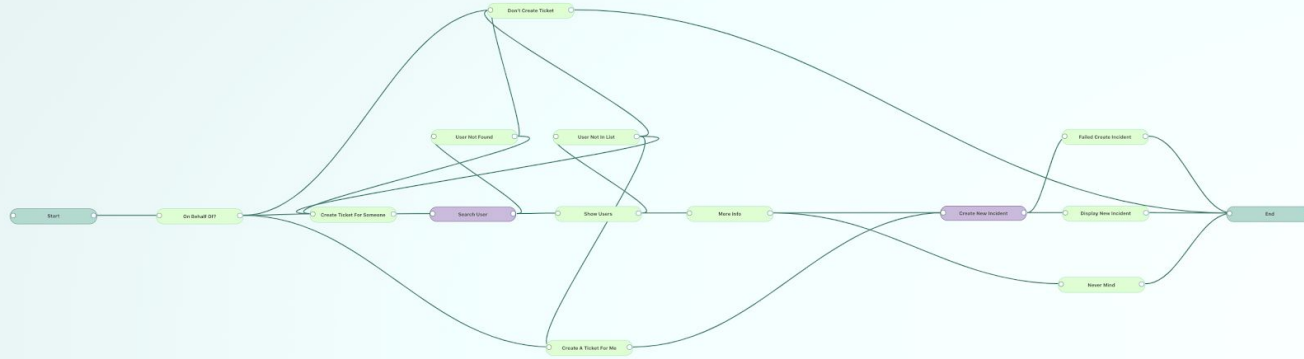 Don't Create Ticket
User Not Found
User Not In List
Failed Create Incident
Start
On Behalf Of?
Create Ticket For Someone
Search User
Show Users
More Info
Create New Incident
Display New Incident
End
Never Mind
Create A Ticket For Me